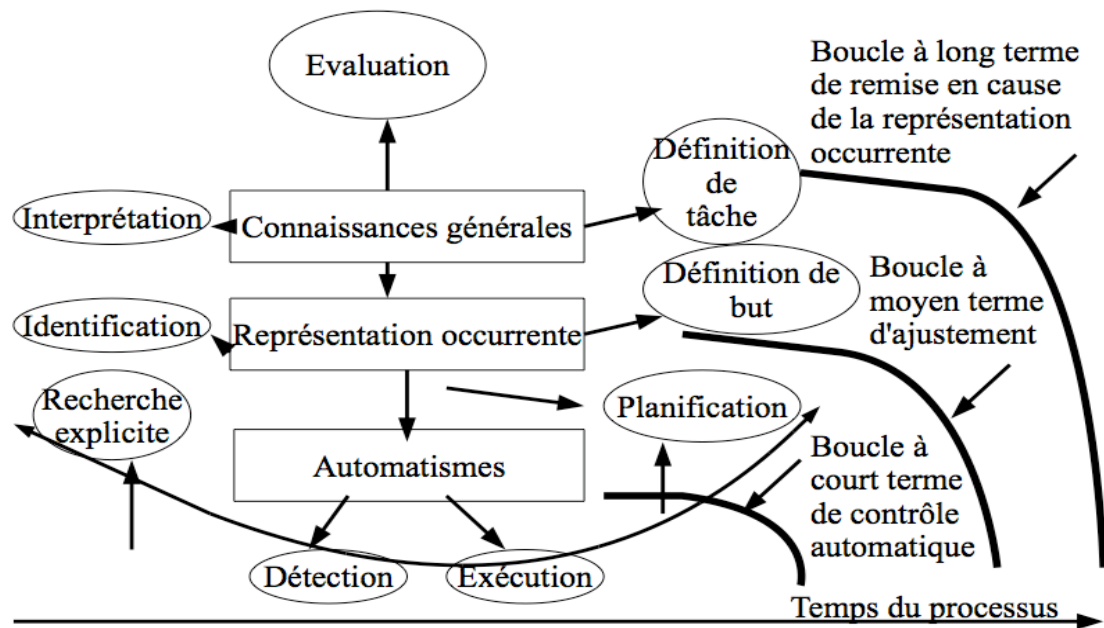 Evaluation
Boucle à long terme
de remise en cause
de la représentation
occurrente
Définition
de
tâche
Interprétation
Connaissances générales
Définition de
but
Boucle à
moyen terme
d'ajustement
Identification
Représentation occurrente
Recherche
explicite
Planification
Automatismes
Boucle à
court terme
de contrôle
automatique
Détection
Exécution
Temps du processus